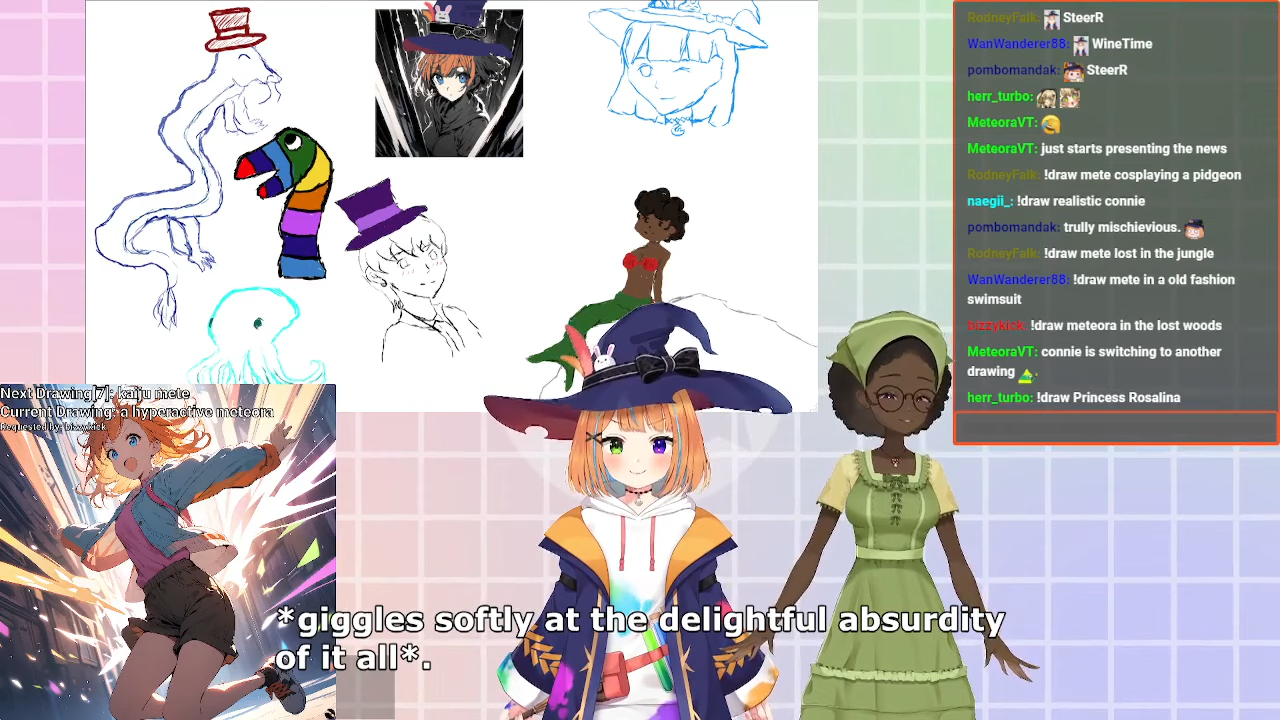 RodneyFalk: SteerR
WanWanderer88: WineTime
pombomandak: SteerR
herr_turbo:
MeteoraVT:
MeteoraVT: just starts presenting the news
RodneyFalk: !draw mete cosplaying a pidgeon
naegii_: !draw realistic connie
pombomandak: trully mischievious.
RodneyFalk: !draw mete lost in the jungle
WanWanderer88: !draw mete in a old fashion
swimsuit
bizzykick: !draw meteora in the lost woods
MeteoraVT: connie is switching to another
drawing
herr_turbo: !draw Princess Rosalina
Next Drawing [7]: kaiju mete
Current Drawing: a hyperactive meteora
Requested by: bizzykick
*giggles softly at the delightful absurdity
of it all*.